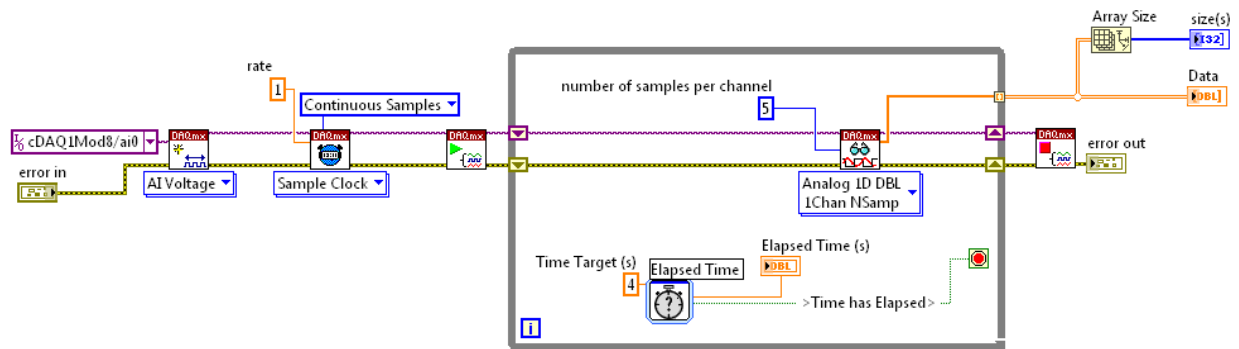 Array Size
size(s)
I32
rate
1
Continuous Samples
number of samples per channel
5
Data
DBL
I/O cDAQ1Mod8/ai0
DAQmx
DAQmx
DAQmx
DAQmx
DAQmx
error in
AI Voltage
Sample Clock
Analog 1D DBL
1Chan NSamp
error out
Time Target (s)
4
Elapsed Time
?
Elapsed Time (s)
DBL
>Time has Elapsed>
i